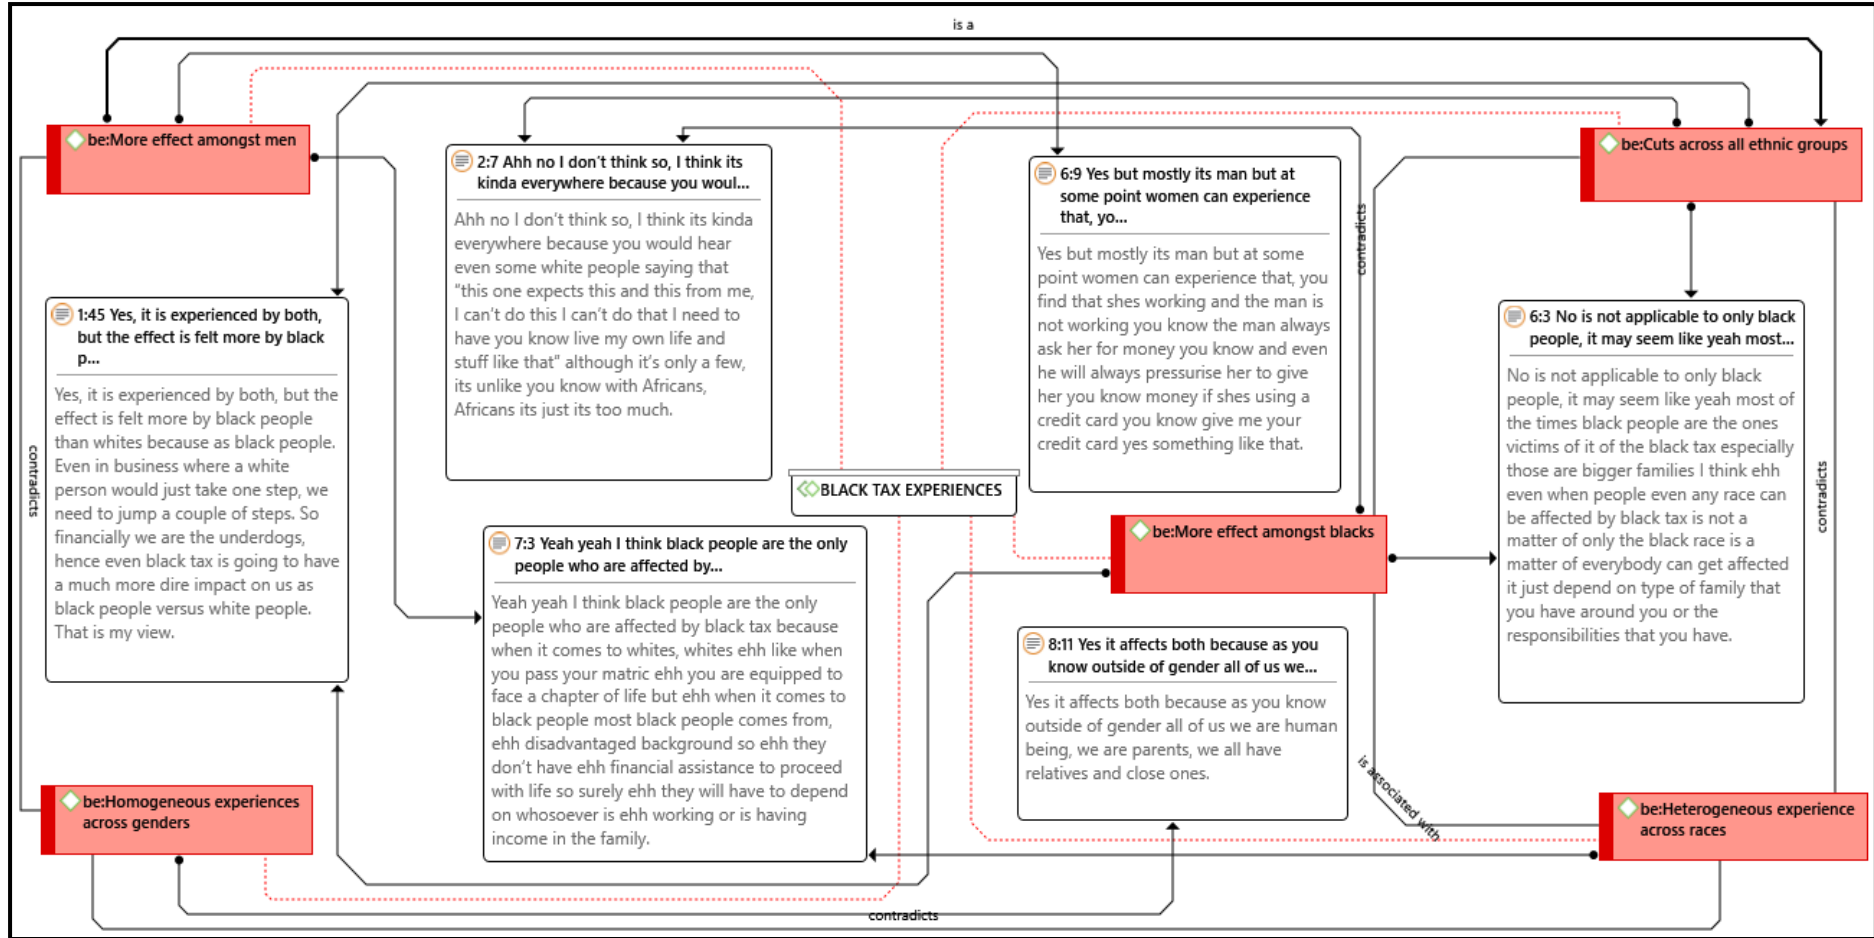 is a
be:More effect amongst men
be:Cuts across all ethnic groups
2:7 Ahh no I don't think so, I think its
kinda everywhere because you woul...
Ahh no I don't think so, I think its kinda
everywhere because you would hear
even some white people saying that
"this one expects this and this from me,
I can't do this I can't do that I need to
have you know live my own life and
stuff like that" although it's only a few,
its unlike you know with Africans,
Africans its just its too much.
6:9 Yes but mostly its man but at
some point women can experience
that, yo...
Yes but mostly its man but at some
point women can experience that, you
find that shes working and the man is
not working you know the man always
ask her for money you know and even
he will always pressurise her to give
her you know money if shes using a
credit card you know give me your
credit card yes something like that.
contradicts
1:45 Yes, it is experienced by both,
but the effect is felt more by black
p...
Yes, it is experienced by both, but the
effect is felt more by black people
than whites because as black people.
Even in business where a white
person would just take one step, we
need to jump a couple of steps. So
financially we are the underdogs,
hence even black tax is going to have
a much more dire impact on us as
black people versus white people.
That is my view.
6:3 No is not applicable to only black
people, it may seem like yeah most...
No is not applicable to only black
people, it may seem like yeah most of
the times black people are the ones
victims of it of the black tax especially
those are bigger families I think ehh
even when people even any race can
be affected by black tax is not a
matter of only the black race is a
matter of everybody can get affected
it just depend on type of family that
you have around you or the
responsibilities that you have.
contradicts
contradicts
BLACK TAX EXPERIENCES
be:More effect amongst blacks
7:3 Yeah yeah I think black people are the only
people who are affected by...
Yeah yeah I think black people are the only
people who are affected by black tax because
when it comes to whites, whites ehh like when
you pass your matric ehh you are equipped to
face a chapter of life but ehh when it comes to
black people most black people comes from,
ehh disadvantaged background so ehh they
don't have ehh financial assistance to proceed
with life so surely ehh they will have to depend
on whosoever is ehh working or is having
income in the family.
8:11 Yes it affects both because as you
know outside of gender all of us we...
Yes it affects both because as you know
outside of gender all of us we are human
being, we are parents, we all have
relatives and close ones.
is associated with
be:Homogeneous experiences
across genders
be:Heterogeneous experience
across races
contradicts